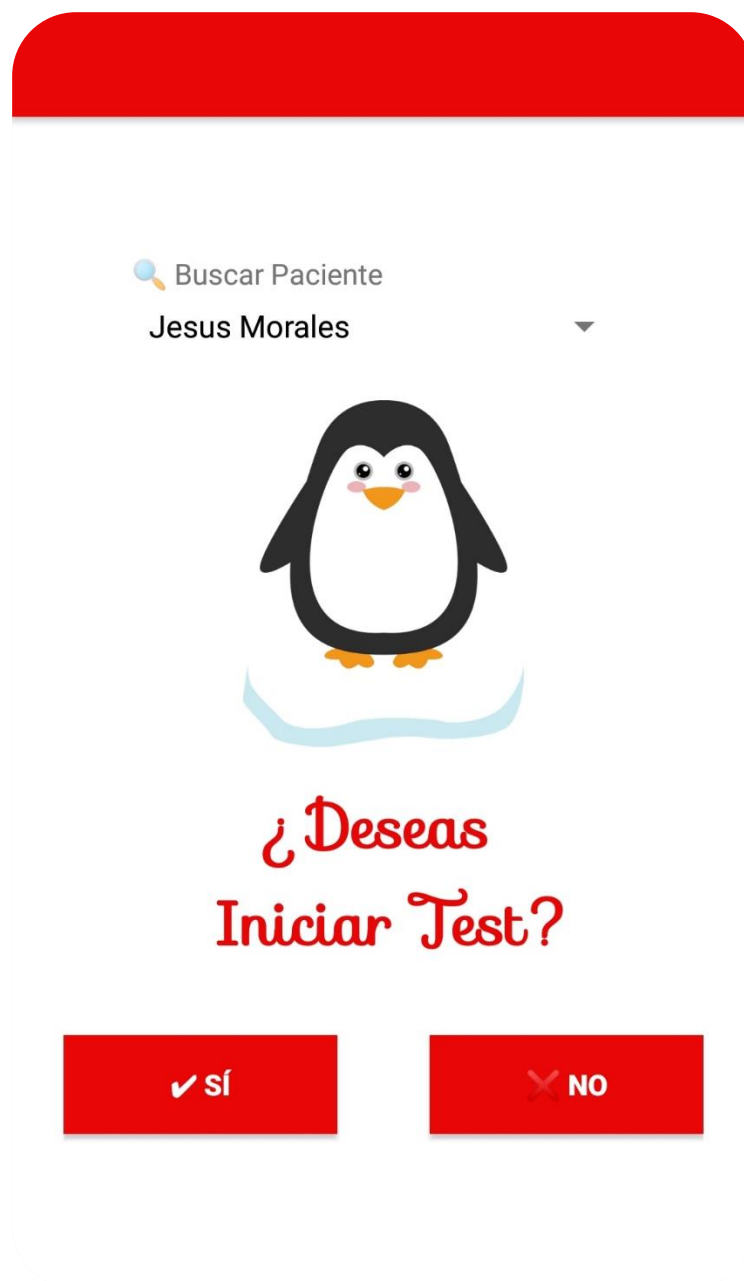 🔍 Buscar Paciente
Jesus Morales
¿Deseas
Iniciar Test?
✔ SÍ
❌ NO